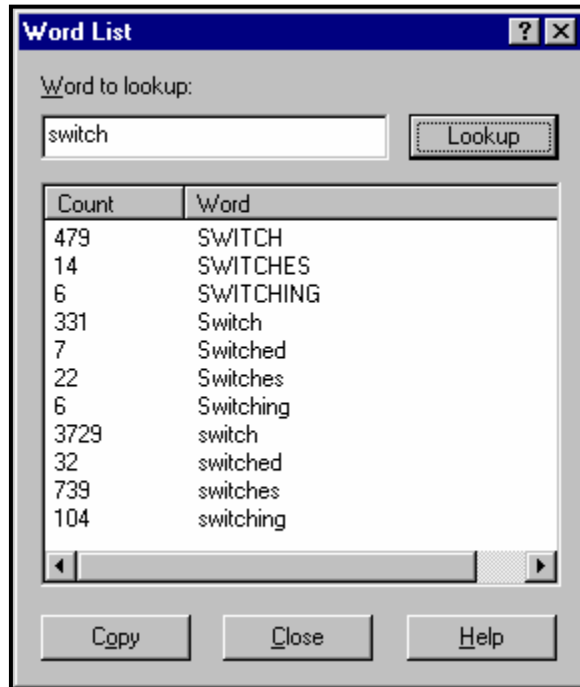 Word List
Word to lookup:
switch Lookup
Count Word
479 SWITCH
14 SWITCHES
6 SWITCHING
331 Switch
7 Switched
22 Switches
6 Switching
3729 switch
32 switched
739 switches
104 switching
Copy Close Help